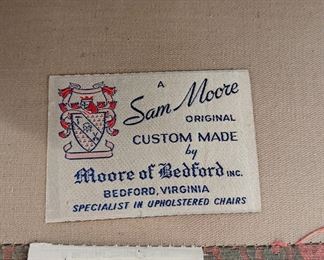 A
Sam Moore
ORIGINAL
CUSTOM MADE
by
Moore of Bedford INC.
BEDFORD, VIRGINIA
SPECIALIST IN UPHOLSTERED CHAIRS